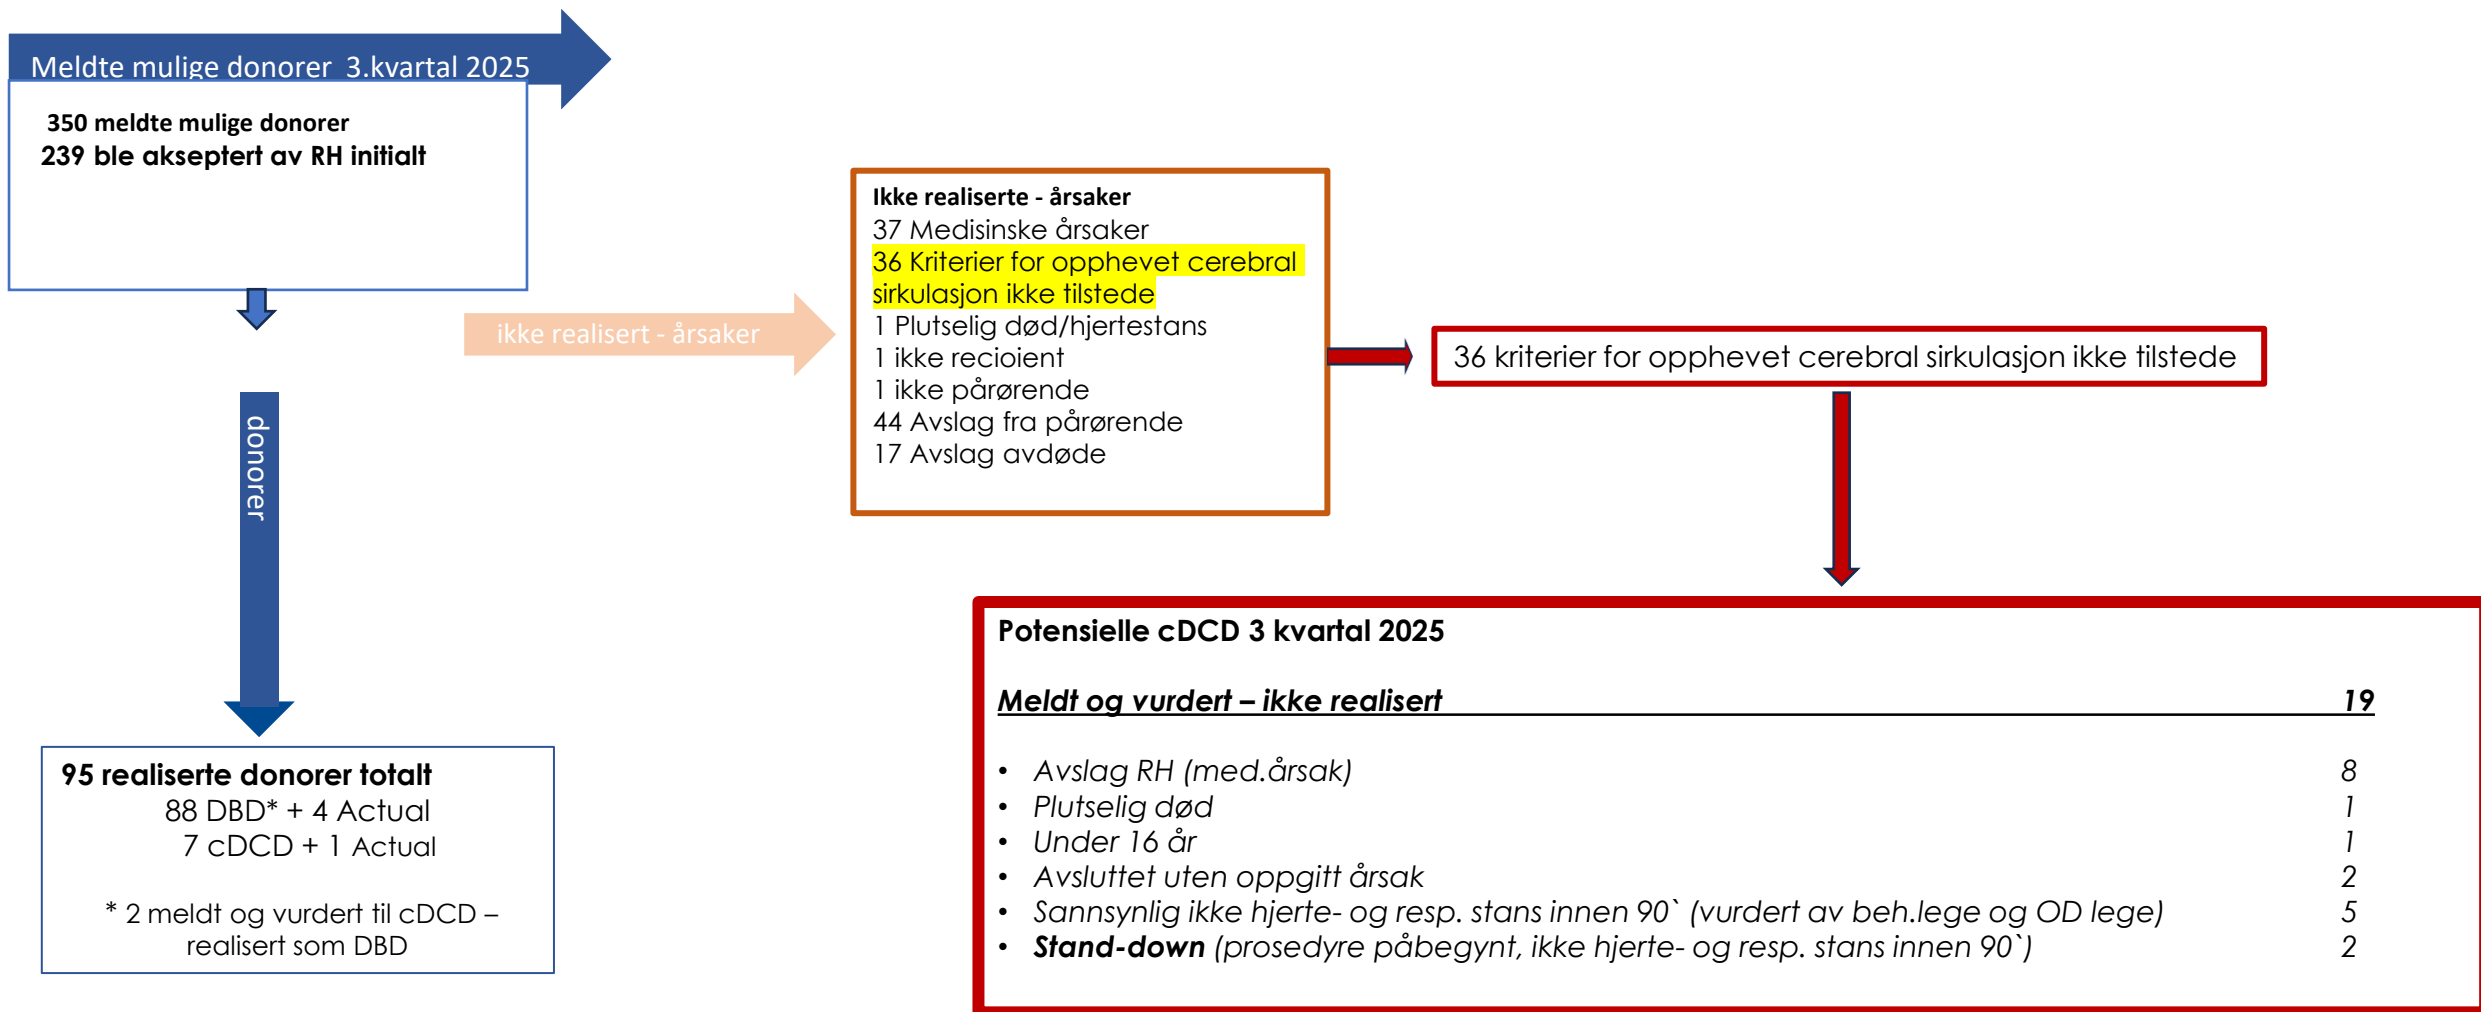 Meldte mulige donorer 3.kvartal 2025
350 meldte mulige donorer
239 ble akseptert av RH initialt
ikke realisert - årsaker
Ikke realiserte - årsaker
37 Medisinske årsaker
36 Kriterier for opphevet cerebral
sirkulasjon ikke tilstede
1 Plutselig død/hjertestans
1 ikke recioient
1 ikke pårørende
44 Avslag fra pårørende
17 Avslag avdøde
36 kriterier for opphevet cerebral sirkulasjon ikke tilstede
donorer
95 realiserte donorer totalt
88 DBD* + 4 Actual
7 cDCD + 1 Actual
* 2 meldt og vurdert til cDCD –
realisert som DBD
Potensielle cDCD 3 kvartal 2025
Meldt og vurdert – ikke realisert 19
• Avslag RH (med.årsak) 8
• Plutselig død 1
• Under 16 år 1
• Avsluttet uten oppgitt årsak 2
• Sannsynlig ikke hjerte- og resp. stans innen 90` (vurdert av beh.lege og OD lege) 5
• Stand-down (prosedyre påbegynt, ikke hjerte- og resp. stans innen 90`) 2